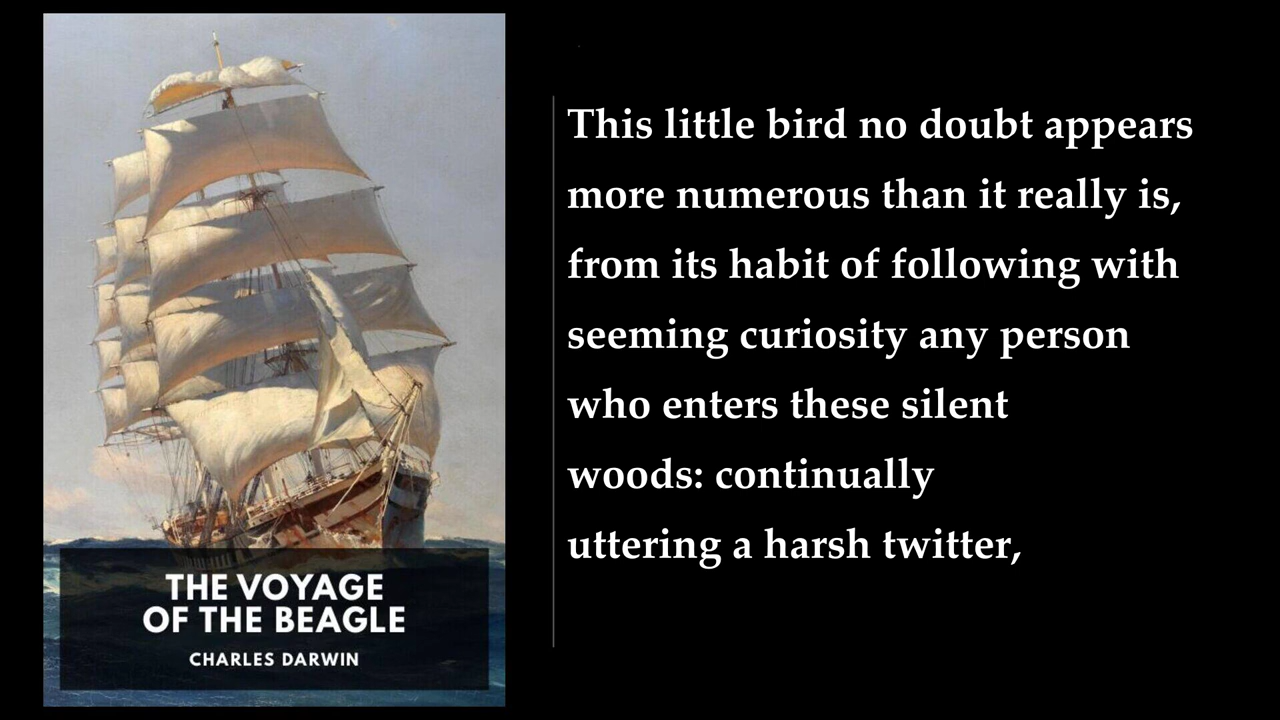 THE VOYAGE
OF THE BEAGLE
CHARLES DARWIN
This little bird no doubt appears
more numerous than it really is,
from its habit of following with
seeming curiosity any person
who enters these silent
woods: continually
uttering a harsh twitter,